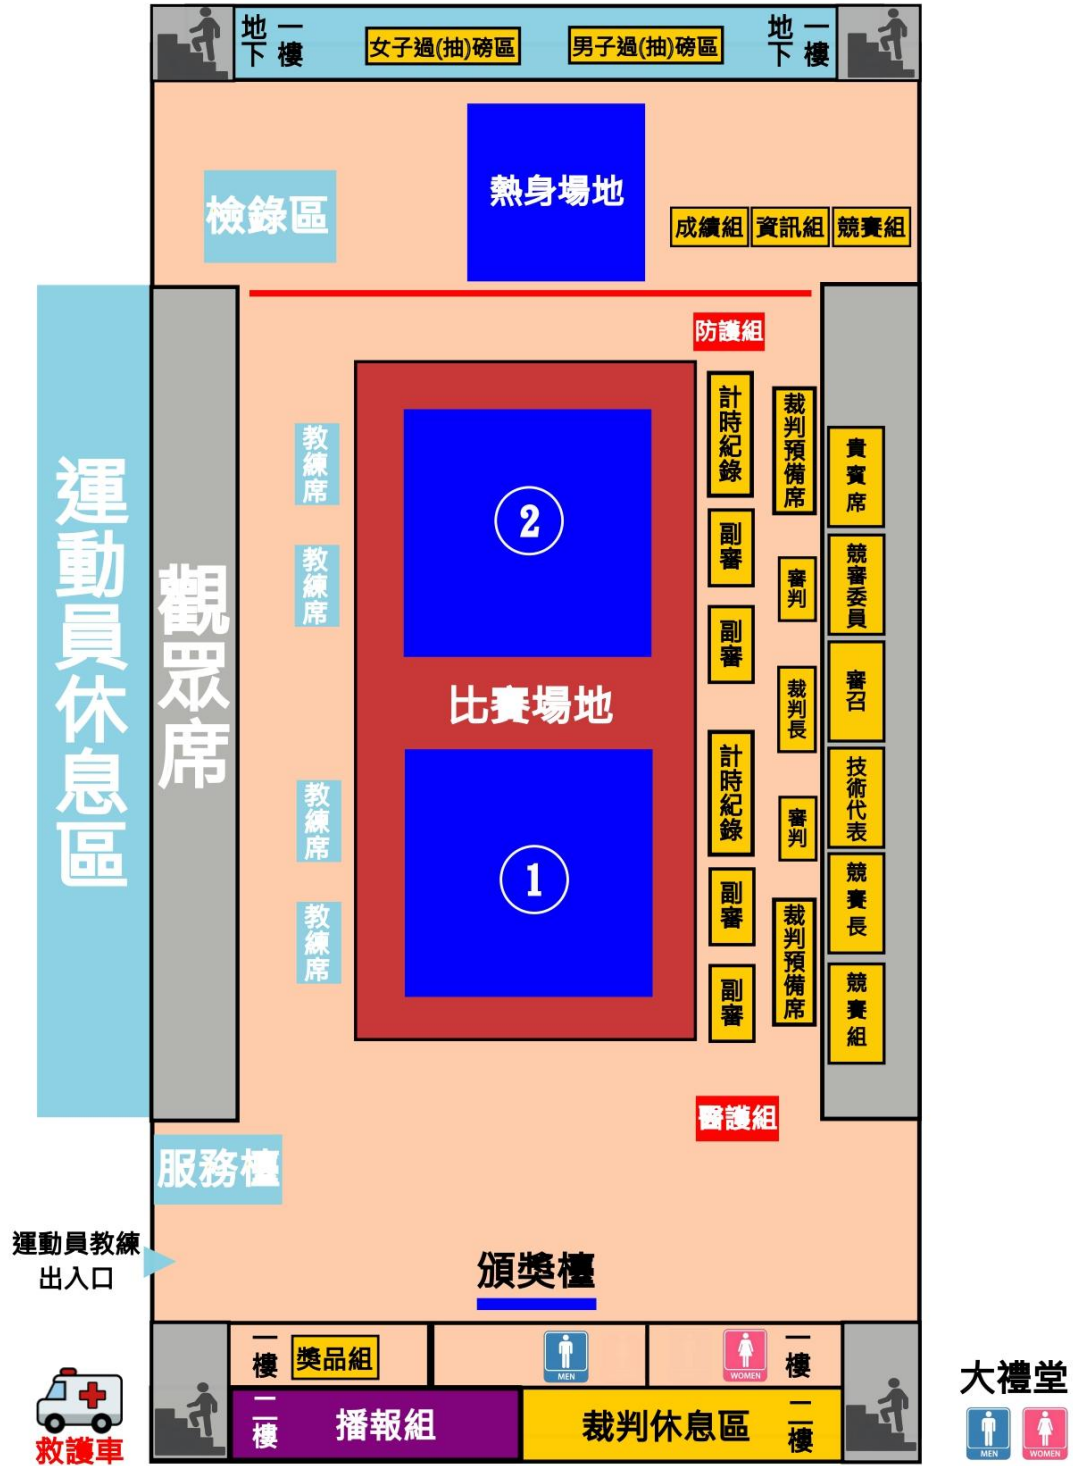 地下
一樓
女子過(抽)磅區
男子過(抽)磅區
地下
一樓
檢錄區
熱身場地
成績組
資訊組
競賽組
防護組
運動員休息區
觀眾席
教練席
教練席
教練席
教練席
2
比賽場地
1
計時紀錄
副審
副審
計時紀錄
副審
副審
裁判預備席
審判
裁判長
審判
裁判預備席
貴賓席
競審委員
審召
技術代表
競賽長
競賽組
醫護組
服務檯
運動員教練
出入口
頒獎檯
一樓
獎品組
MEN
WOMEN
一樓
二樓
播報組
裁判休息區
二樓
救護車
大禮堂
MEN
WOMEN